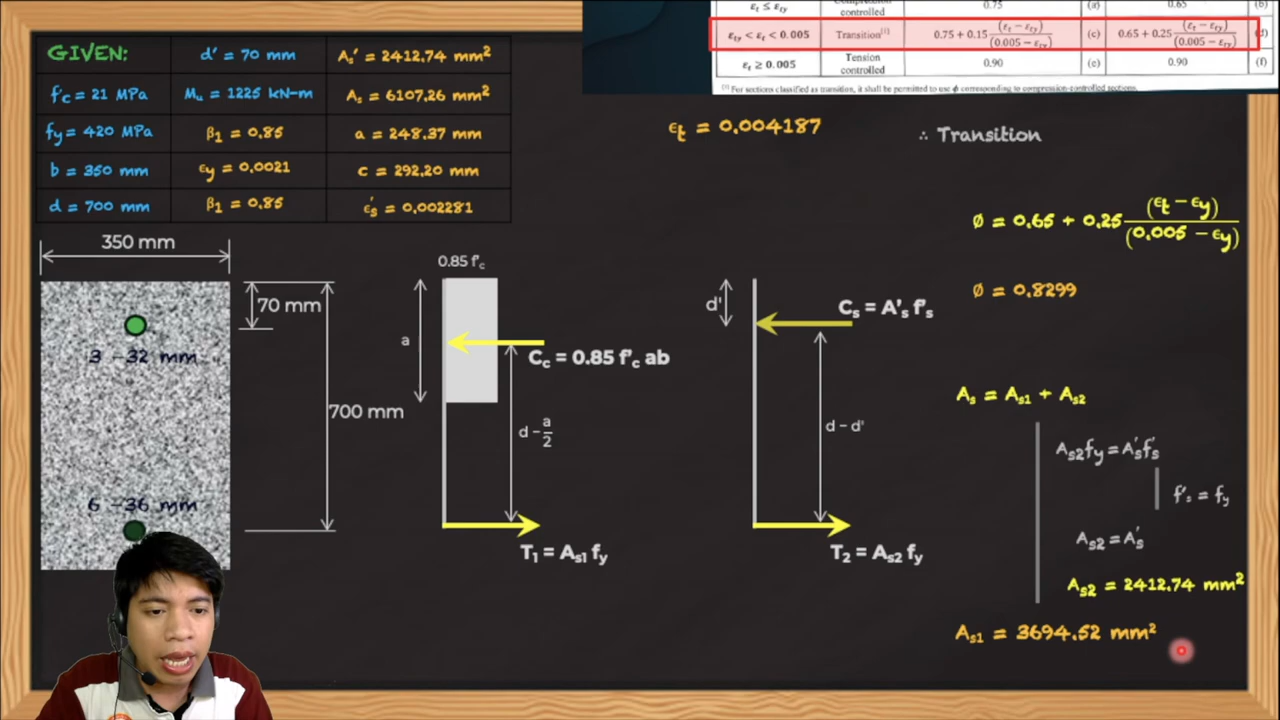 εt ≤ εty
controlled
0.75
(a)
0.65
(b)
εty < εt < 0.005
Transition[1]
0.75 + 0.15 (εt − εty)/(0.005 − εty)
(c)
0.65 + 0.25 (εt − εty)/(0.005 − εty)
(d)
εt ≥ 0.005
Tension
controlled
0.90
(e)
0.90
(f)
[1] For sections classified as transition, it shall be permitted to use ϕ corresponding to compression-controlled sections.
GIVEN:
d' = 70 mm
As' = 2412.74 mm²
f'c = 21 MPa
Mu = 1225 kN-m
As = 6107.26 mm²
fy = 420 MPa
β1 = 0.85
a = 248.37 mm
b = 350 mm
εy = 0.0021
c = 292.20 mm
d = 700 mm
β1 = 0.85
ε's = 0.002281
εt = 0.004187
∴ Transition
ø = 0.65 + 0.25 (εt − εy)/(0.005 − εy)
ø = 0.8299
350 mm
70 mm
3 -32 mm
700 mm
6 -36 mm
0.85 f'c
a
Cc = 0.85 f'c ab
d - a/2
T1 = As1 fy
d'
Cs = A's f's
d - d'
T2 = As2 fy
As = As1 + As2
As2fy = A'sf's
f's = fy
As2 = A's
As2 = 2412.74 mm²
As1 = 3694.52 mm²